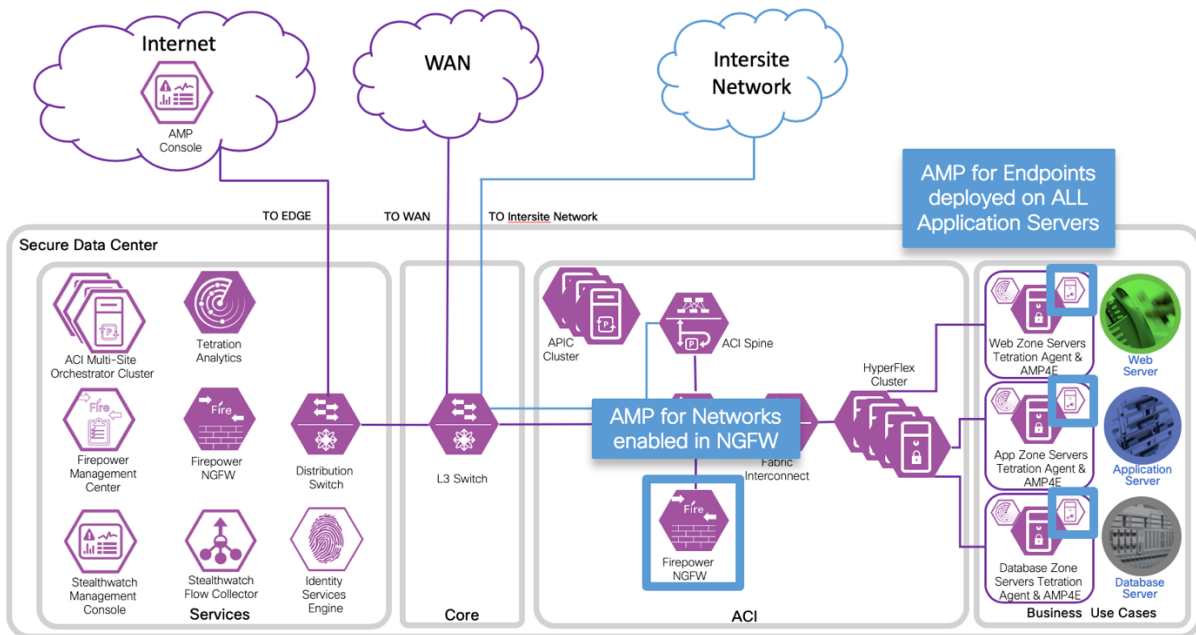 Internet
AMP
Console
WAN
Intersite
Network
AMP for Endpoints
deployed on ALL
Application Servers
TO EDGE
TO WAN
TO Intersite Network
Secure Data Center
ACI Multi-Site
Orchestrator Cluster
Tetration
Analytics
Fire
Firepower
Management
Center
Fire
Firepower
NGFW
Distribution
Switch
Stealthwatch
Management
Console
Stealthwatch
Flow Collector
Identity
Services
Engine
Services
L3 Switch
Core
P
APIC
Cluster
P
ACI Spine
AMP for Networks
enabled in NGFW
Fabric
Interconnect
Fire
Firepower
NGFW
HyperFlex
Cluster
ACI
Web Zone Servers
Tetration Agent &
AMP4E
Web
Server
App Zone Servers
Tetration Agent &
AMP4E
Application
Server
Database Zone
Servers Tetration
Agent & AMP4E
Database
Server
Business Use Cases